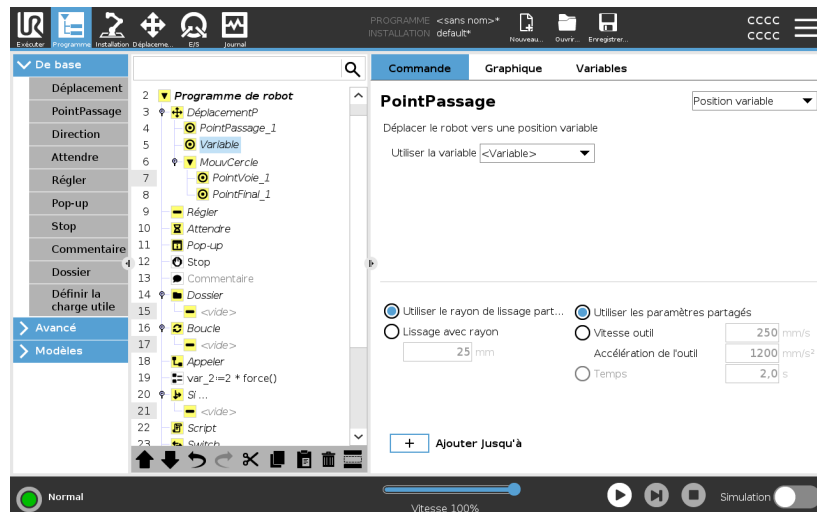 PROGRAMME <sans nom>*
INSTALLATION default*
CCCC
CCCC
Exécuter
Programme
Installation
Déplaceme...
E/S
Journal
Nouveau...
Ouvrir...
Enregistrer...
De base
Déplacement
PointPassage
Direction
Attendre
Régler
Pop-up
Stop
Commentaire
Dossier
Définir la
charge utile
Avancé
Modèles
2 Programme de robot
3 DéplacementP
4 PointPassage_1
5 Variable
6 MouvCercle
7 PointVoie_1
8 PointFinal_1
9 Régler
10 Attendre
11 Pop-up
12 Stop
13 Commentaire
14 Dossier
15 <vide>
16 Boucle
17 <vide>
18 Appeler
19 var_2:=2 * force()
20 Si ...
21 <vide>
22 Script
23 Switch
Commande Graphique Variables
PointPassage
Position variable
Déplacer le robot vers une position variable
Utiliser la variable <Variable>
Utiliser le rayon de lissage part...
Lissage avec rayon
25 mm
Utiliser les paramètres partagés
Vitesse outil 250 mm/s
Accélération de l'outil 1200 mm/s²
Temps 2,0 s
+ Ajouter Jusqu'à
Normal
Vitesse 100%
Simulation